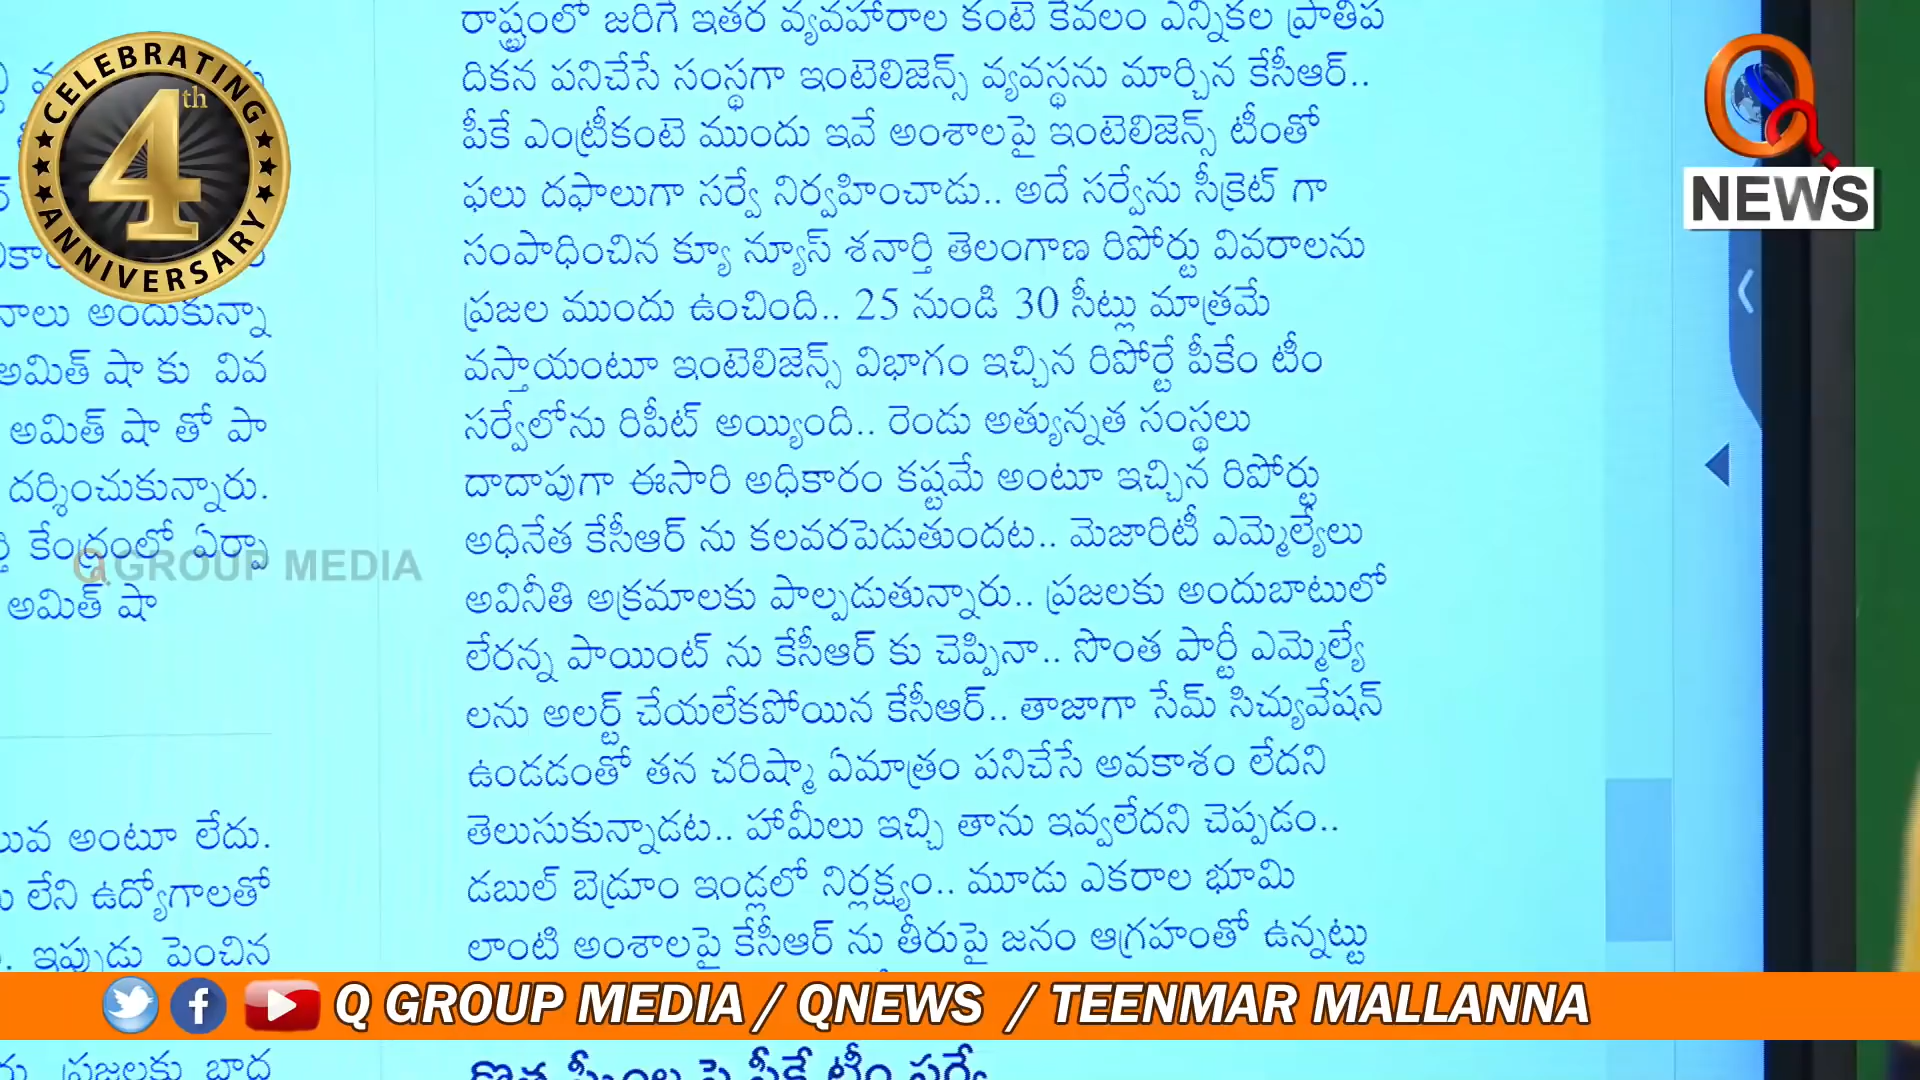 CELEBRATING
4th
ANNIVERSARY
Q
NEWS
నాలు అందుకున్నా
అమిత్ షా కు వివ
అమిత్ షా తో పా
దర్శించుకున్నారు.
కేంద్రంలో ఏర్పా
అమిత్ షా
అంటూ లేదు.
లేని ఉద్యోగాలతో
ఇప్పుడు పెంచిన
ప్రజలకు బాధ
రాష్ట్రంలో జరిగే ఇతర వ్యవహారాల కంటే కేవలం ఎన్నికల ప్రాతిప
దికన పనిచేసే సంస్థగా ఇంటెలిజెన్స్ వ్యవస్థను మార్చిన కేసీఆర్..
పీకే ఎంట్రీకంటె ముందు ఇవే అంశాలపై ఇంటెలిజెన్స్ టీంతో
ఫలు దఫాలుగా సర్వే నిర్వహించాడు.. అదే సర్వేను సీక్రెట్ గా
సంపాధించిన క్యూ న్యూస్ శనార్తి తెలంగాణ రిపోర్టు వివరాలను
ప్రజల ముందు ఉంచింది.. 25 నుండి 30 సీట్లు మాత్రమే
వస్తాయంటూ ఇంటెలిజెన్స్ విభాగం ఇచ్చిన రిపోర్టే పీకేం టీం
సర్వేలోను రిపీట్ అయ్యింది.. రెండు అత్యున్నత సంస్థలు
దాదాపుగా ఈసారి అధికారం కష్టమే అంటూ ఇచ్చిన రిపోర్టు
అధినేత కేసీఆర్ ను కలవరపెడుతుందట.. మెజారిటీ ఎమ్మెల్యేలు
అవినీతి అక్రమాలకు పాల్పడుతున్నారు.. ప్రజలకు అందుబాటులో
లేరన్న పాయింట్ ను కేసీఆర్ కు చెప్పినా.. సొంత పార్టీ ఎమ్మెల్యే
లను అలర్ట్ చేయలేకపోయిన కేసీఆర్.. తాజాగా సేమ్ సిచ్యువేషన్
ఉండడంతో తన చరిష్మా ఏమాత్రం పనిచేసే అవకాశం లేదని
తెలుసుకున్నాడట.. హామీలు ఇచ్చి తాను ఇవ్వలేదని చెప్పడం..
డబుల్ బెడ్రూం ఇండ్లలో నిర్లక్ష్యం.. మూడు ఎకరాల భూమి
లాంటి అంశాలపై కేసీఆర్ ను తీరుపై జనం ఆగ్రహంతో ఉన్నట్టు
Q GROUP MEDIA
Q GROUP MEDIA / QNEWS / TEENMAR MALLANNA
పై పీకే టీం సర్వే